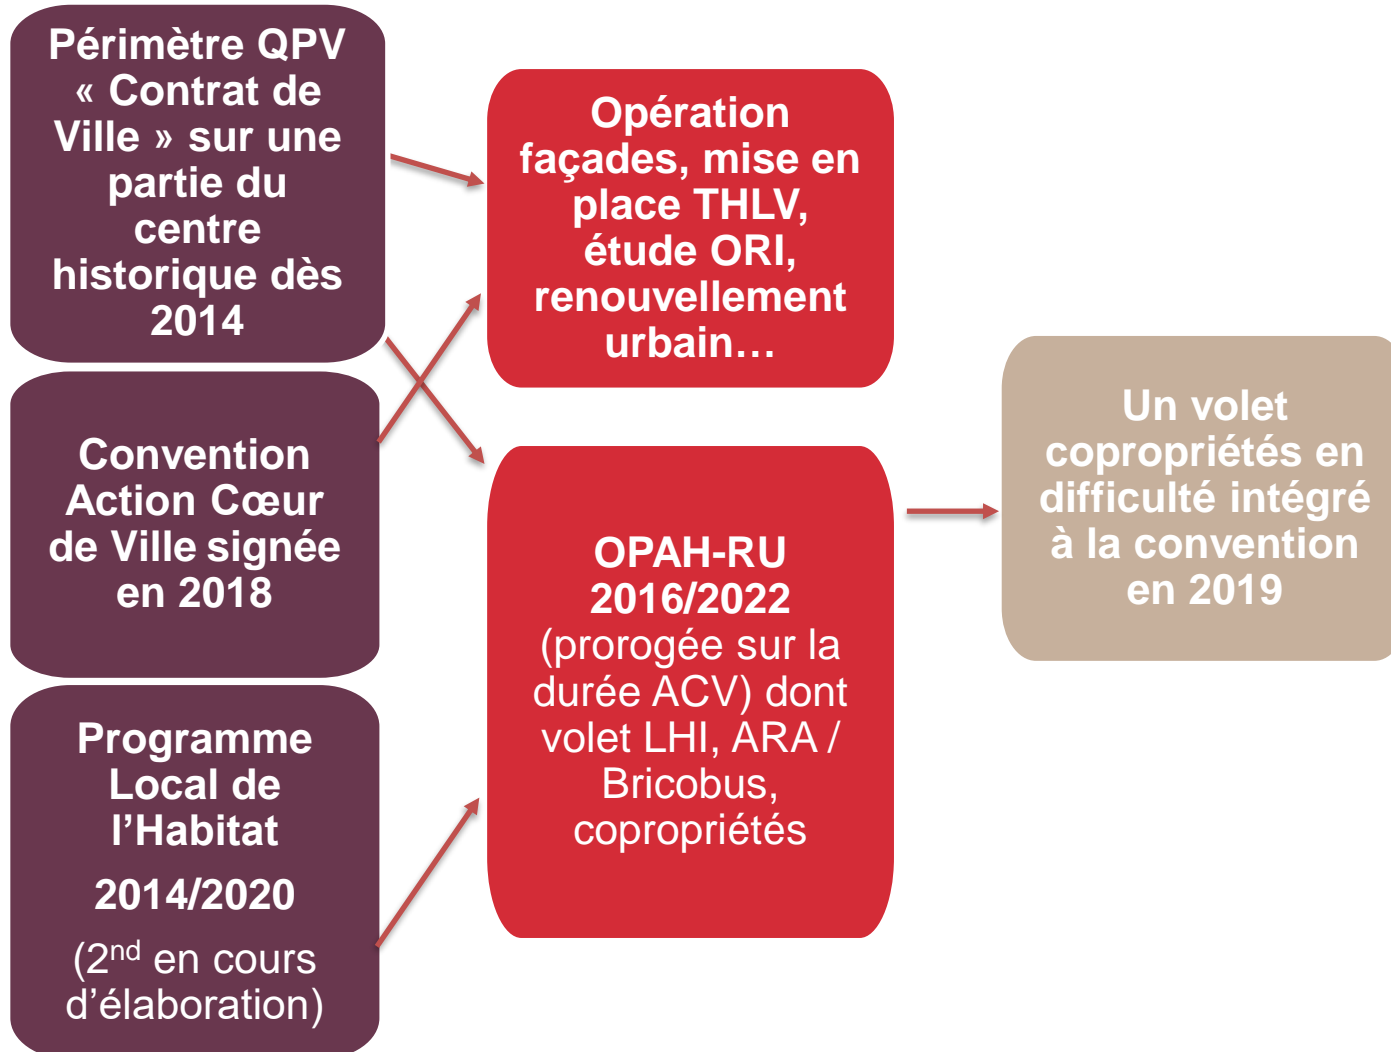 Périmètre QPV
« Contrat de
Ville » sur une
partie du
centre
historique dès
2014
Convention
Action Cœur
de Ville signée
en 2018
Programme
Local de
l’Habitat
2014/2020
(2nd en cours
d’élaboration)
Opération
façades, mise en
place THLV,
étude ORI,
renouvellement
urbain…
OPAH-RU
2016/2022
(prorogée sur la
durée ACV) dont
volet LHI, ARA /
Bricobus,
copropriétés
Un volet
copropriétés en
difficulté intégré
à la convention
en 2019